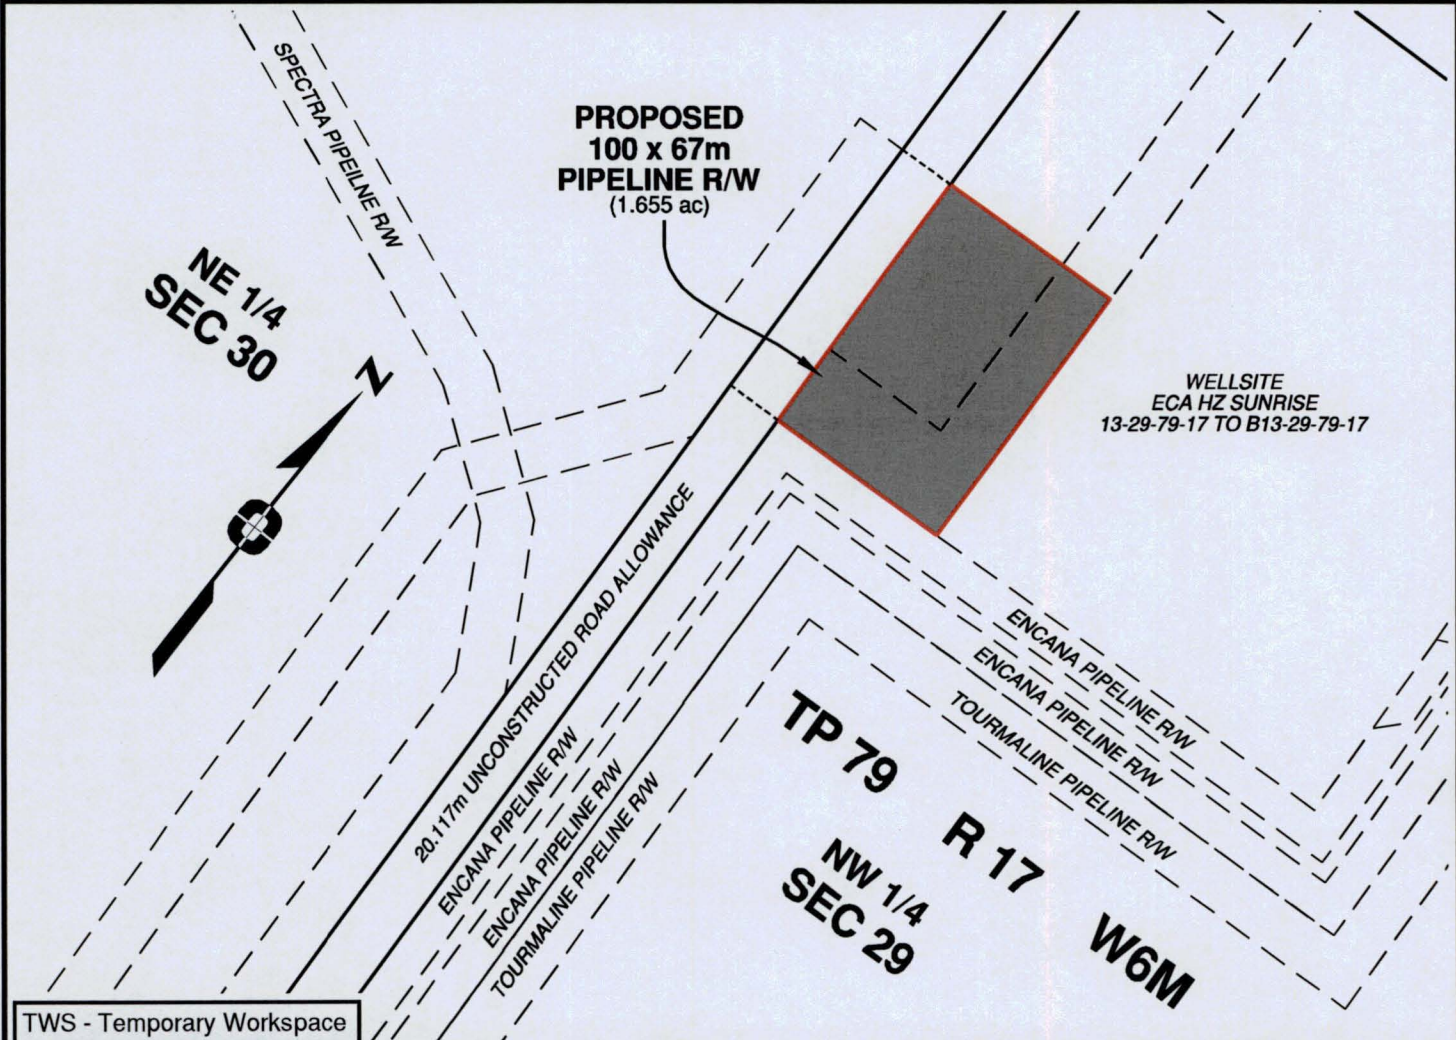 SPECTRA PIPEILNE R/W
PROPOSED
100 x 67m
PIPELINE R/W
(1.655 ac)
NE 1/4
SEC 30
N
WELLSITE
ECA HZ SUNRISE
13-29-79-17 TO B13-29-79-17
20.117m UNCONSTRUCTED ROAD ALLOWANCE
ENCANA PIPELINE R/W
ENCANA PIPELINE R/W
TOURMALINE PIPELINE R/W
ENCANA PIPELINE R/W
ENCANA PIPELINE R/W
TOURMALINE PIPELINE R/W
TP 79 R 17 W6M
NW 1/4
SEC 29
TWS - Temporary Workspace